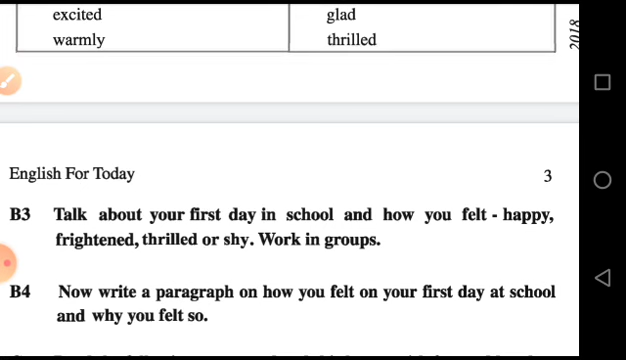 excited glad
warmly thrilled
2018
English For Today 3
B3 Talk about your first day in school and how you felt - happy,
frightened, thrilled or shy. Work in groups.
B4 Now write a paragraph on how you felt on your first day at school
and why you felt so.